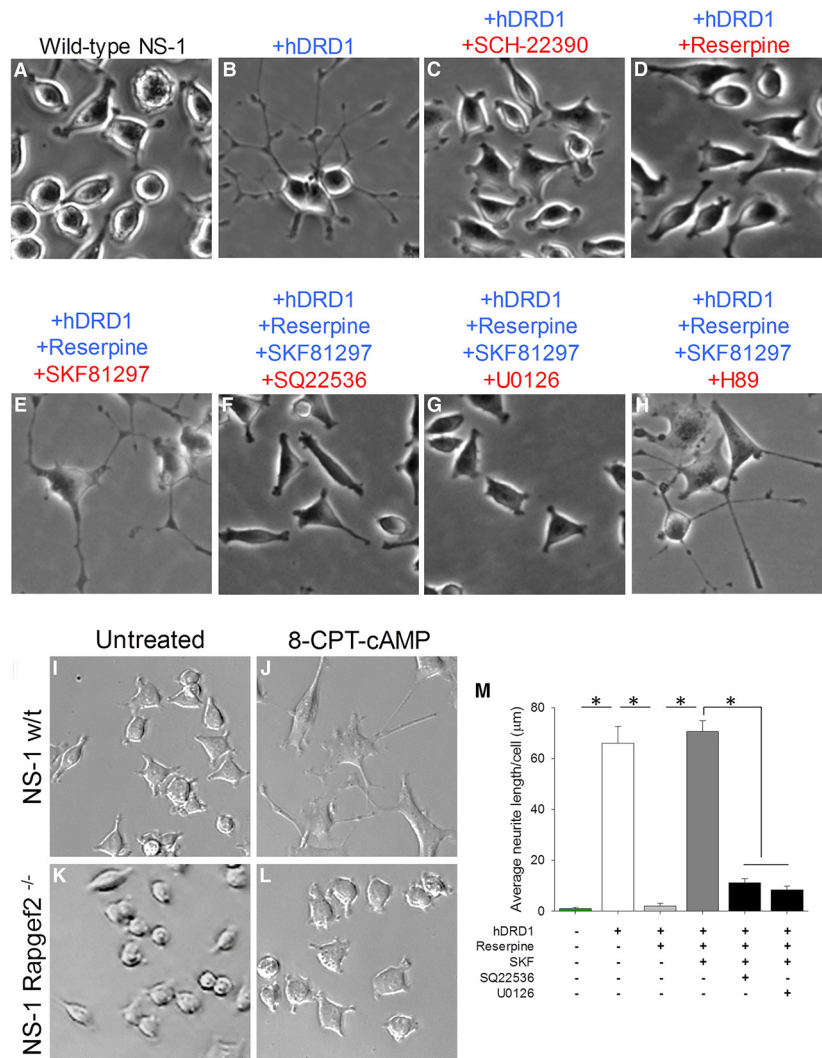 Wild-type NS-1
+hDRD1
+hDRD1
+SCH-22390
+hDRD1
+Reserpine
A
B
C
D
+hDRD1
+Reserpine
+SKF81297
+hDRD1
+Reserpine
+SKF81297
+SQ22536
+hDRD1
+Reserpine
+SKF81297
+U0126
+hDRD1
+Reserpine
+SKF81297
+H89
E
F
G
H
Untreated
8-CPT-cAMP
NS-1 w/t
I
J
NS-1 Rapgef2 -/-
K
L
M
Average neurite length/cell (µm)
80
60
40
20
0
* * * *
hDRD1 - + + + + +
Reserpine - - + + + +
SKF - - - + + +
SQ22536 - - - - + -
U0126 - - - - - +